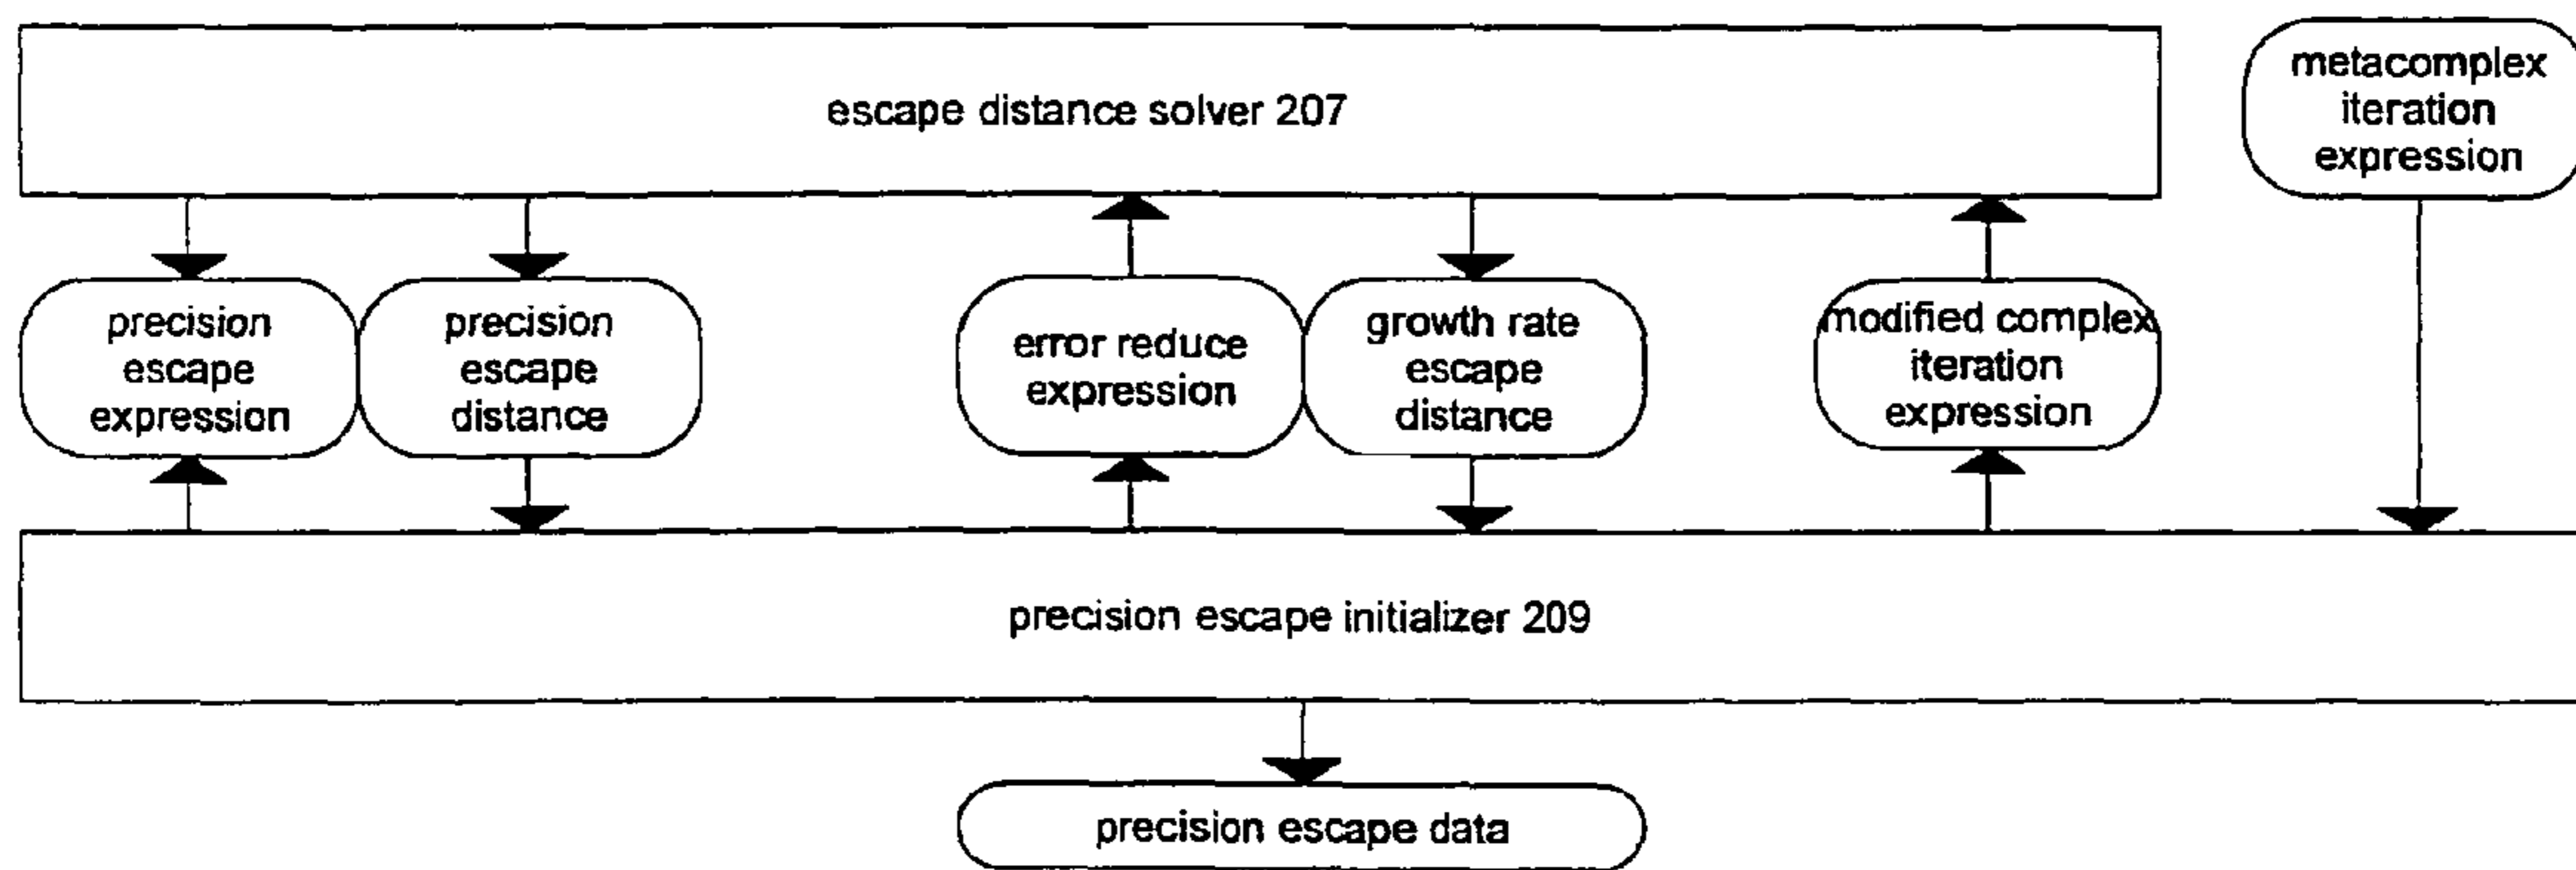 escape distance solver 207
metacomplex
iteration
expression
precision
escape
expression
precision
escape
distance
error reduce
expression
growth rate
escape
distance
modified complex
iteration
expression
precision escape initializer 209
precision escape data